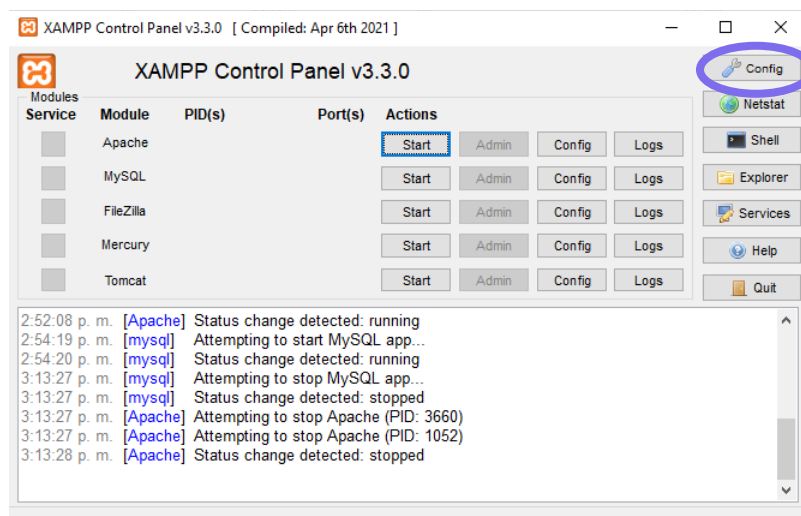 XAMPP Control Panel v3.3.0 [ Compiled: Apr 6th 2021 ]
XAMPP Control Panel v3.3.0
Config
Modules
Service Module PID(s) Port(s) Actions
Netstat
Apache Start Admin Config Logs
Shell
MySQL Start Admin Config Logs
Explorer
FileZilla Start Admin Config Logs
Services
Mercury Start Admin Config Logs
Help
Tomcat Start Admin Config Logs
Quit
2:52:08 p. m. [Apache] Status change detected: running
2:54:19 p. m. [mysql] Attempting to start MySQL app...
2:54:20 p. m. [mysql] Status change detected: running
3:13:27 p. m. [mysql] Attempting to stop MySQL app...
3:13:27 p. m. [mysql] Status change detected: stopped
3:13:27 p. m. [Apache] Attempting to stop Apache (PID: 3660)
3:13:27 p. m. [Apache] Attempting to stop Apache (PID: 1052)
3:13:28 p. m. [Apache] Status change detected: stopped